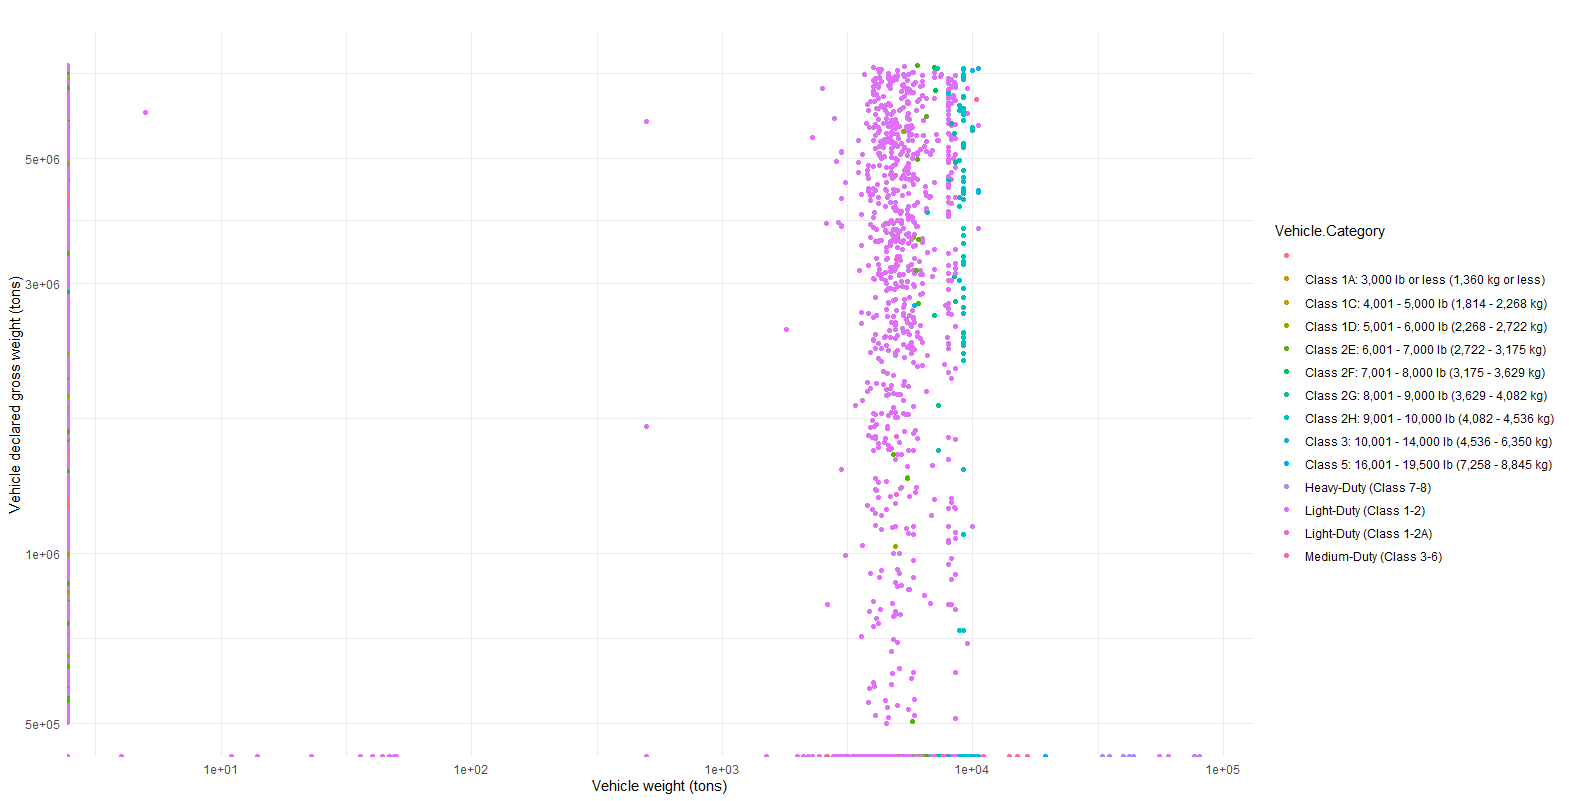 Vehicle declared gross weight (tons)
5e+06
3e+06
1e+06
5e+05
1e+01
1e+02
1e+03
1e+04
1e+05
Vehicle weight (tons)
Vehicle.Category
Class 1A: 3,000 lb or less (1,360 kg or less)
Class 1C: 4,001 - 5,000 lb (1,814 - 2,268 kg)
Class 1D: 5,001 - 6,000 lb (2,268 - 2,722 kg)
Class 2E: 6,001 - 7,000 lb (2,722 - 3,175 kg)
Class 2F: 7,001 - 8,000 lb (3,175 - 3,629 kg)
Class 2G: 8,001 - 9,000 lb (3,629 - 4,082 kg)
Class 2H: 9,001 - 10,000 lb (4,082 - 4,536 kg)
Class 3: 10,001 - 14,000 lb (4,536 - 6,350 kg)
Class 5: 16,001 - 19,500 lb (7,258 - 8,845 kg)
Heavy-Duty (Class 7-8)
Light-Duty (Class 1-2)
Light-Duty (Class 1-2A)
Medium-Duty (Class 3-6)